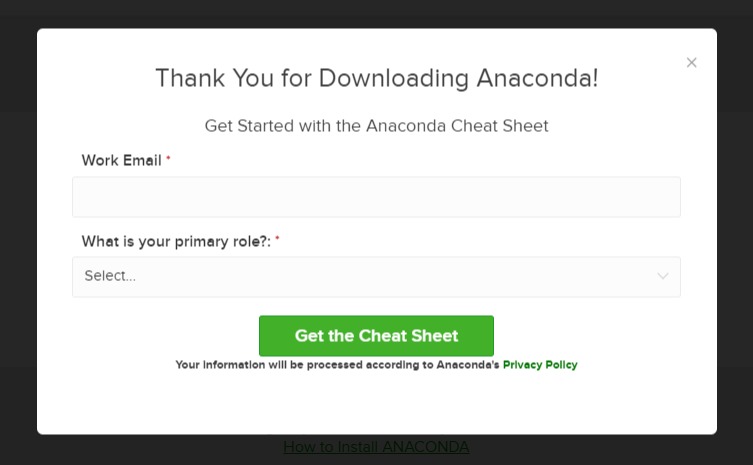 Thank You for Downloading Anaconda!
Get Started with the Anaconda Cheat Sheet
Work Email *
What is your primary role?: *
Select...
Get the Cheat Sheet
Your information will be processed according to Anaconda's Privacy Policy
How to Install ANACONDA